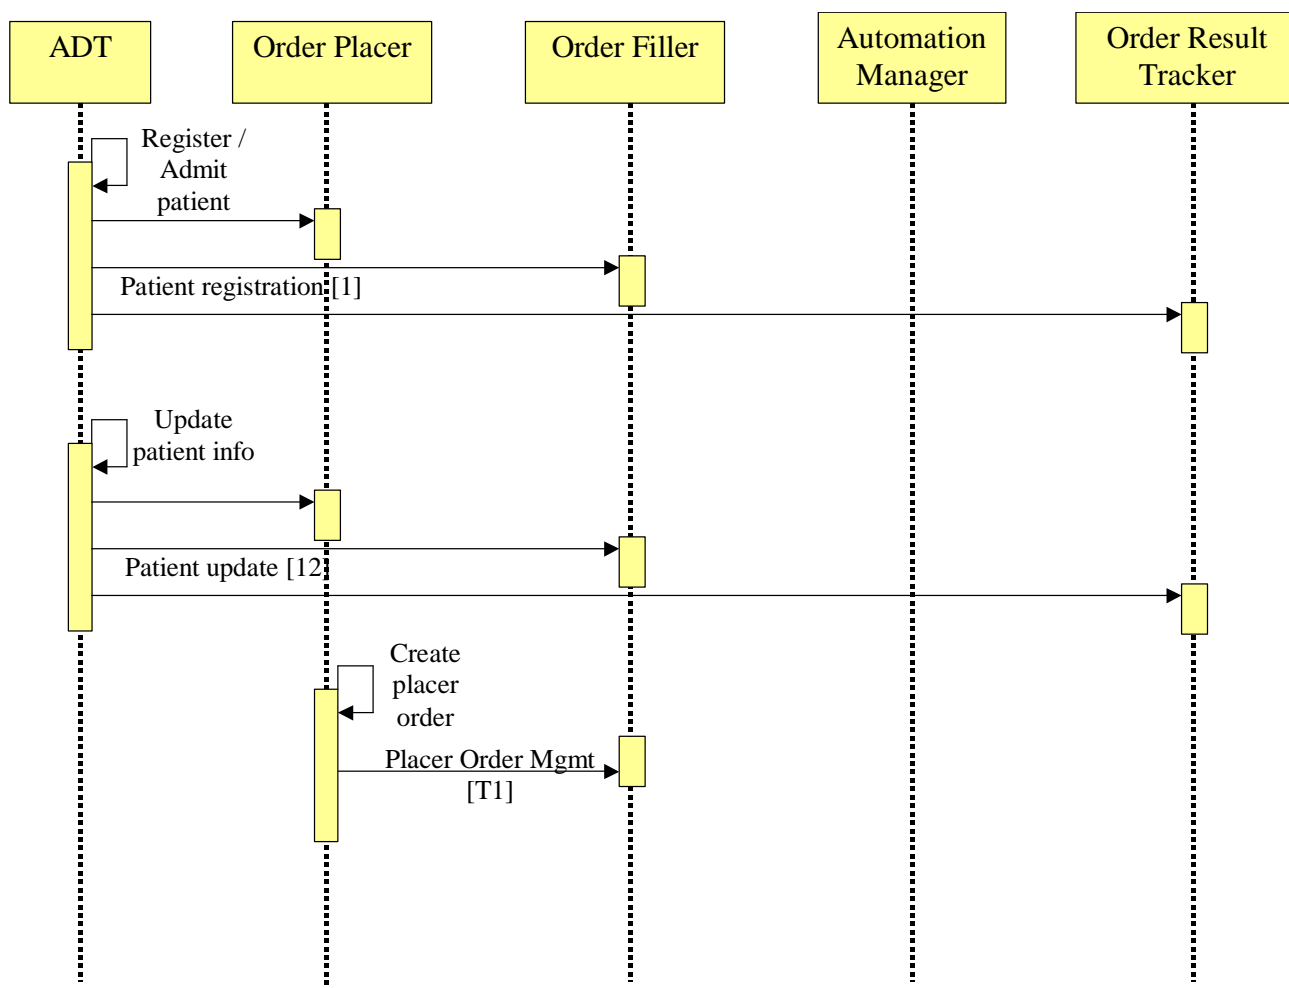 ADT
Order Placer
Order Filler
Automation
Manager
Order Result
Tracker
Register /
Admit
patient
Patient registration [1]
Update
patient info
Patient update [12]
Create
placer
order
Placer Order Mgmt
[T1]